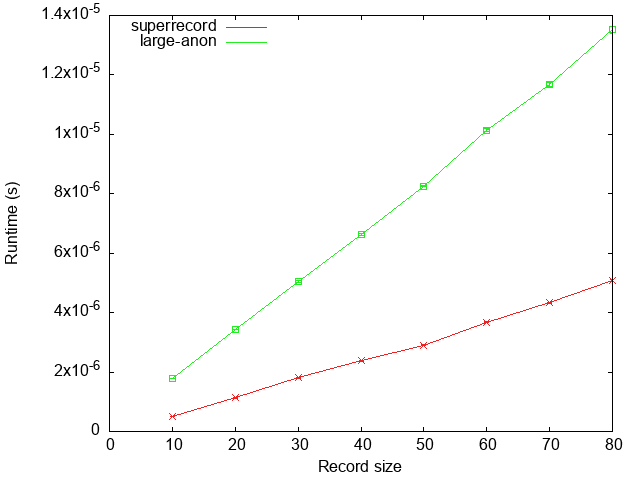 1.4x10-5
1.2x10-5
1x10-5
8x10-6
6x10-6
4x10-6
2x10-6
0
superrecord
large-anon
Runtime (s)
0 10 20 30 40 50 60 70 80
Record size